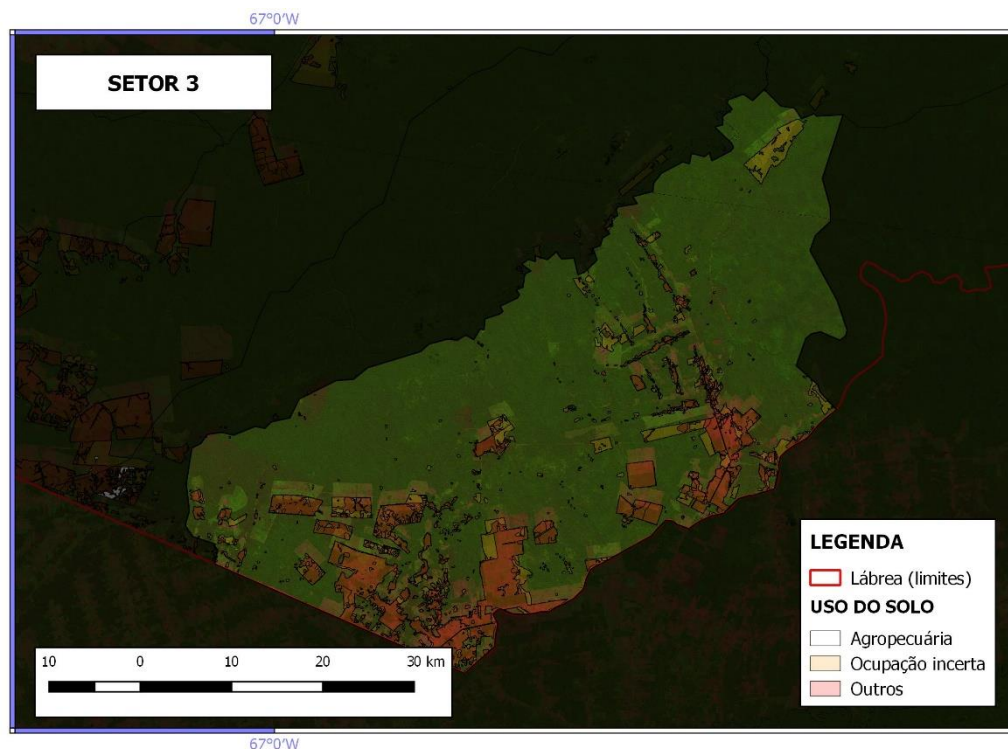 67°0'W
SETOR 3
LEGENDA
Lábrea (limites)
USO DO SOLO
Agropecuária
Ocupação incerta
Outros
10 0 10 20 30 km
67°0'W